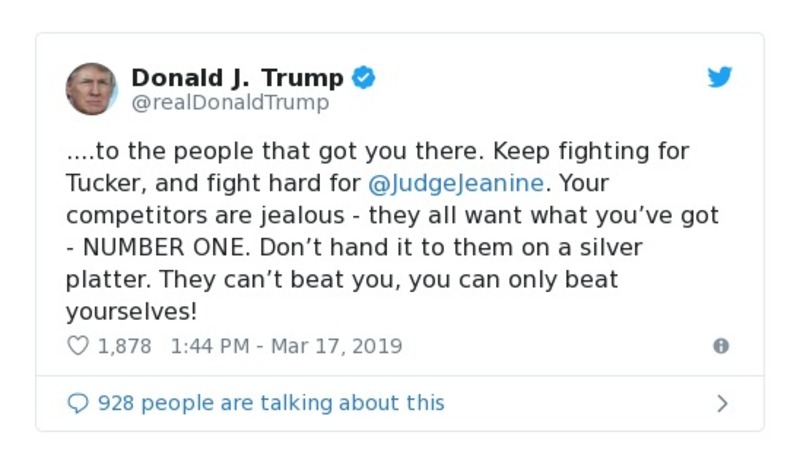 Donald J. Trump
@realDonaldTrump
....to the people that got you there. Keep fighting for
Tucker, and fight hard for @JudgeJeanine. Your
competitors are jealous - they all want what you’ve got
- NUMBER ONE. Don’t hand it to them on a silver
platter. They can’t beat you, you can only beat
yourselves!
1,878 1:44 PM - Mar 17, 2019
928 people are talking about this